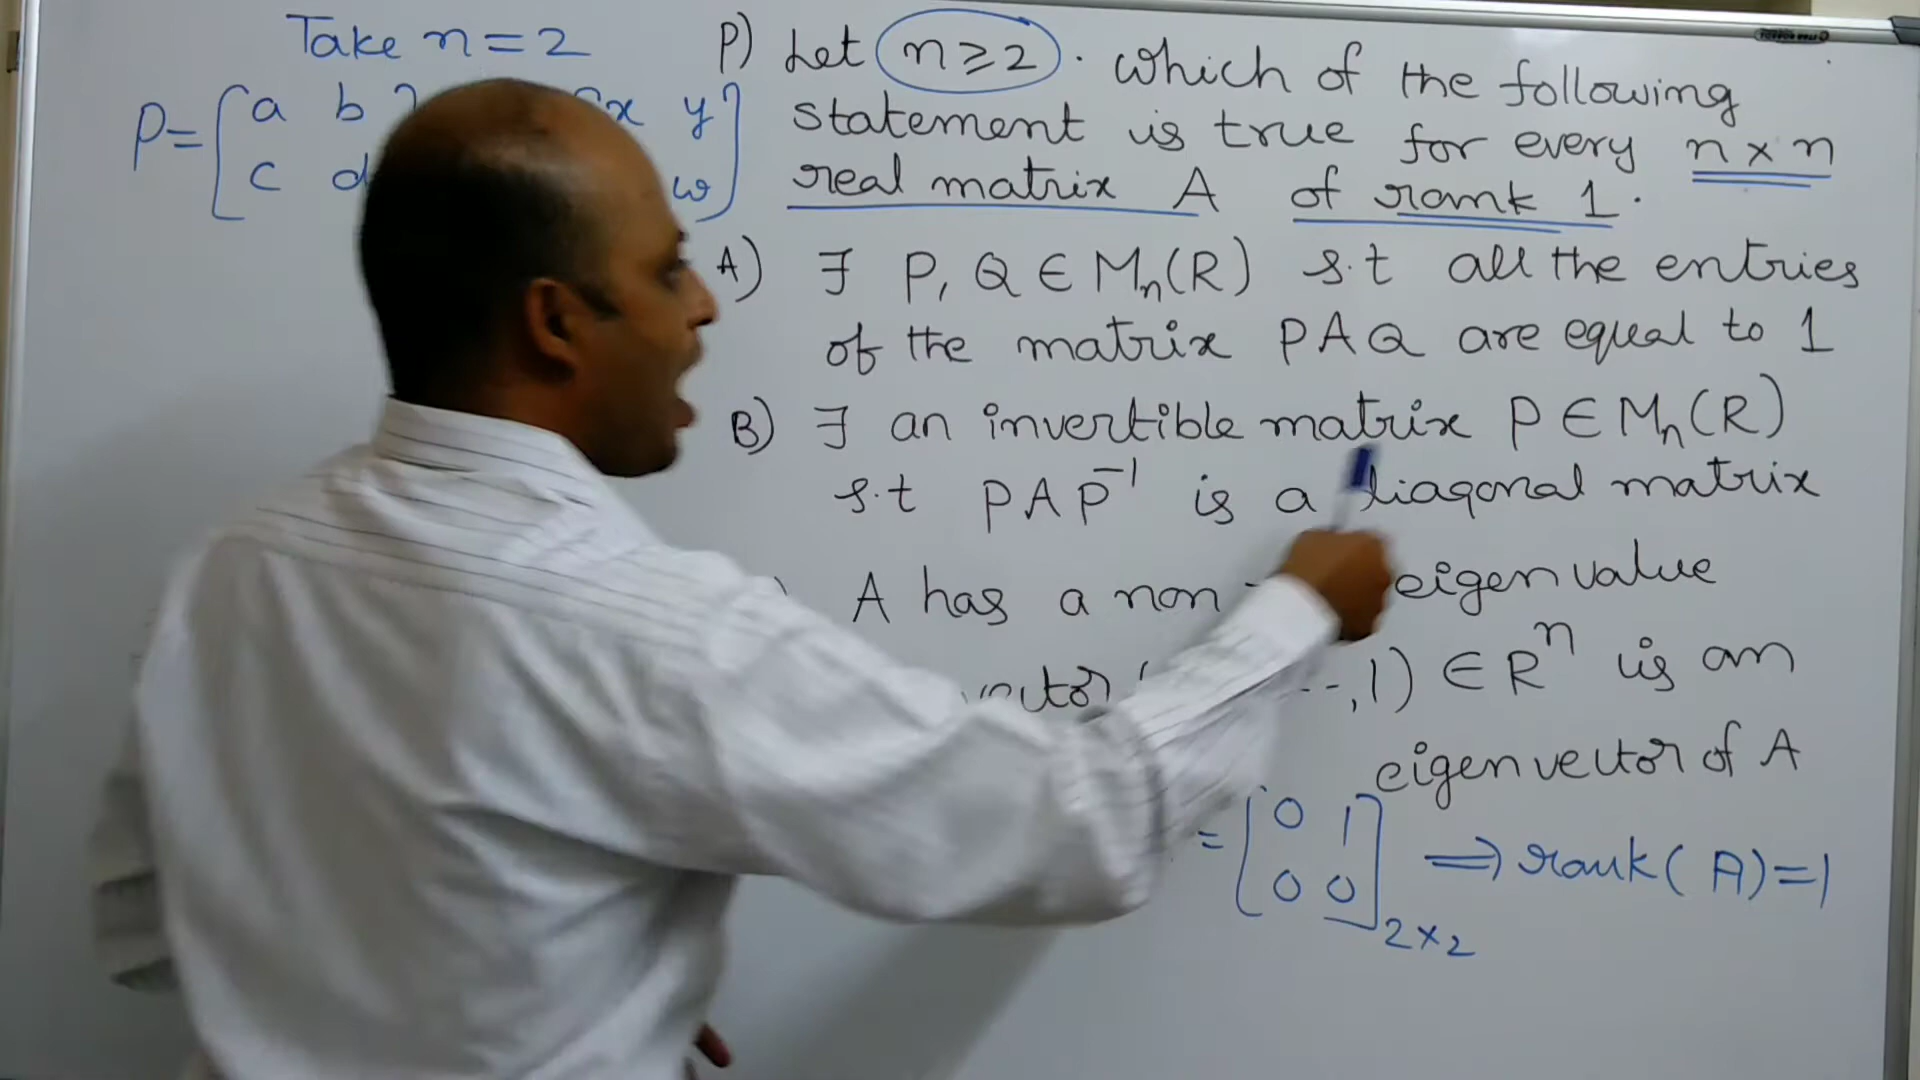 Take n=2
P=[a b x y]
c d w
P) Let n≥2. which of the following
statement is true for every n×n
real matrix A of rank 1.
A) ∃ P, Q ∈ Mₙ(R) s.t all the entries
of the matrix PAQ are equal to 1
B) ∃ an invertible matrix P ∈ Mₙ(R)
s.t PAP⁻¹ is a diagonal matrix
A has a non eigenvalue
--,1) ∈ Rⁿ is an
eigenvector of A
= [0 1
0 0]₂ₓ₂ ⟹ rank(A)=1